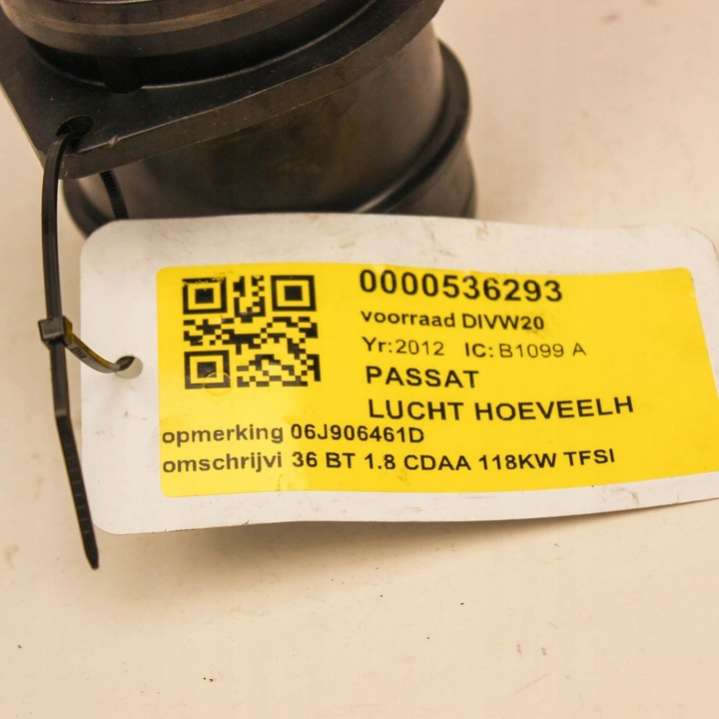 0000536293
voorraad DIVW20
Yr:2012 IC: B1099 A
PASSAT
LUCHT HOEVEELH
opmerking 06J906461D
omschrijvi 36 BT 1.8 CDAA 118KW TFSI